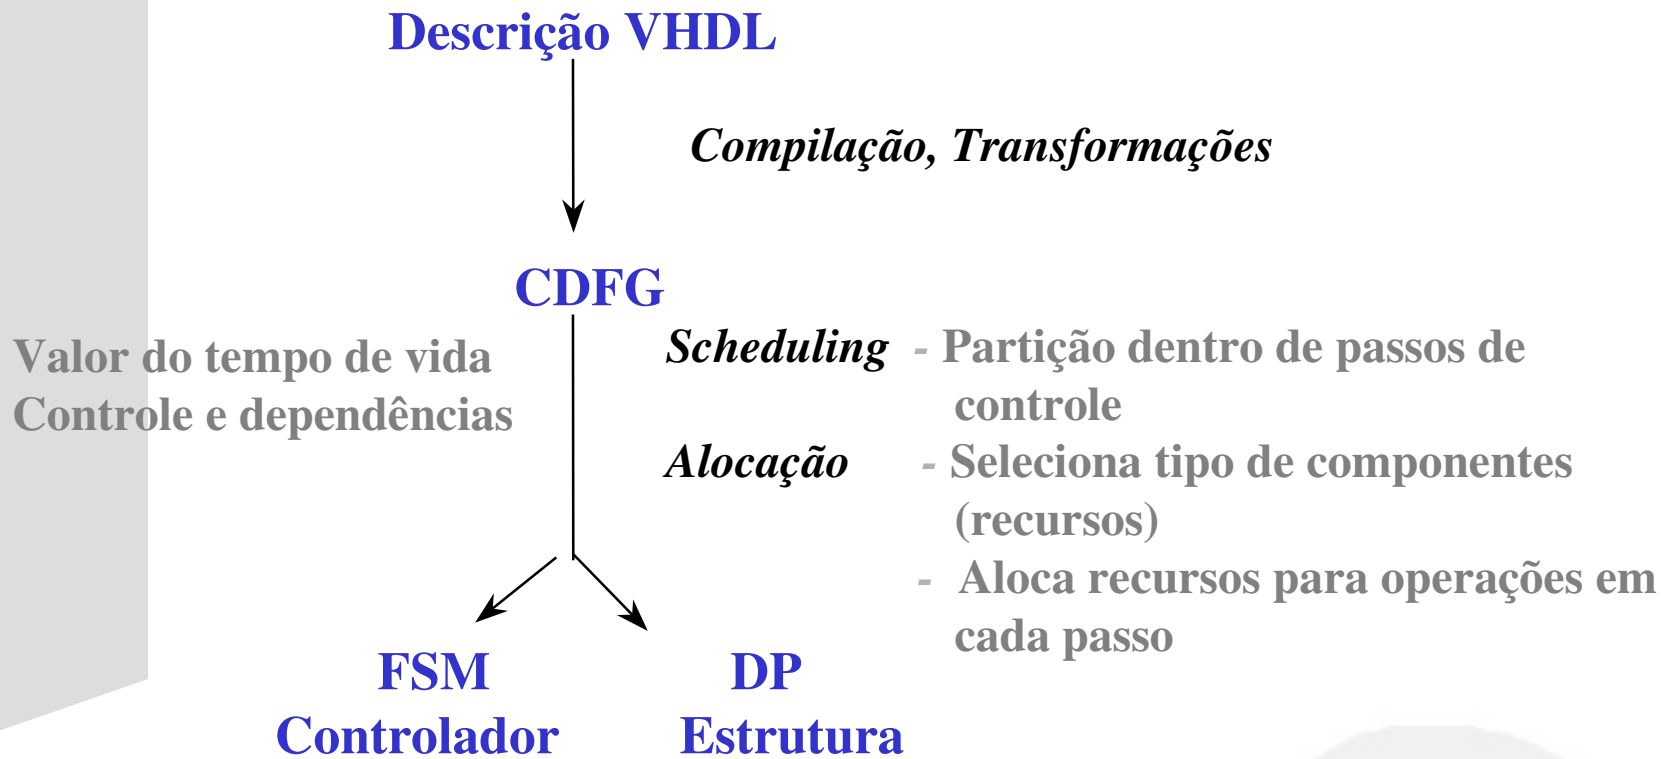 Descrição VHDL
Compilação, Transformações
CDFG
Valor do tempo de vida
Controle e dependências
Scheduling - Partição dentro de passos de
controle
Alocação - Seleciona tipo de componentes
(recursos)
- Aloca recursos para operações em
cada passo
FSM DP
Controlador Estrutura